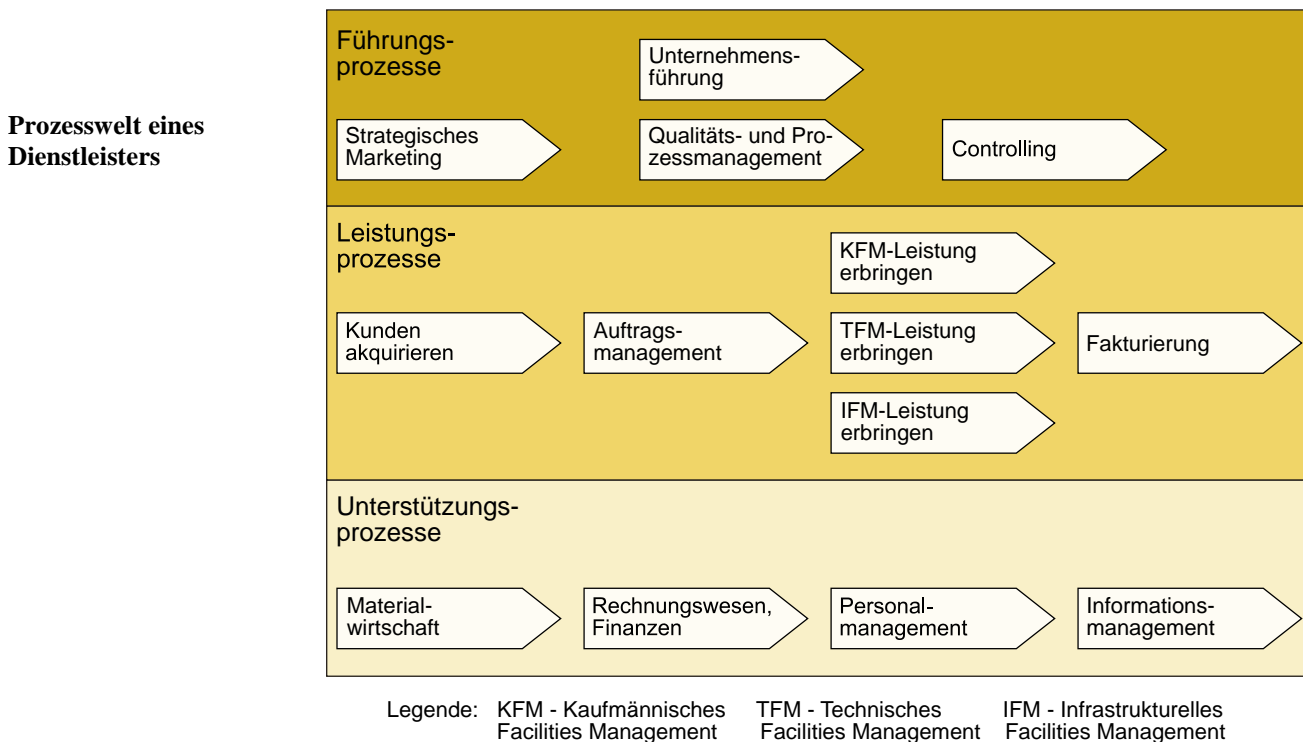 Prozesswelt eines
Dienstleisters
Führungs-
prozesse
Unternehmens-
führung
Strategisches
Marketing
Qualitäts- und Pro-
zessmanagement
Controlling
Leistungs-
prozesse
KFM-Leistung
erbringen
Kunden
akquirieren
Auftrags-
management
TFM-Leistung
erbringen
Fakturierung
IFM-Leistung
erbringen
Unterstützungs-
prozesse
Material-
wirtschaft
Rechnungswesen,
Finanzen
Personal-
management
Informations-
management
Legende: KFM - Kaufmännisches TFM - Technisches IFM - Infrastrukturelles
Facilities Management Facilities Management Facilities Management